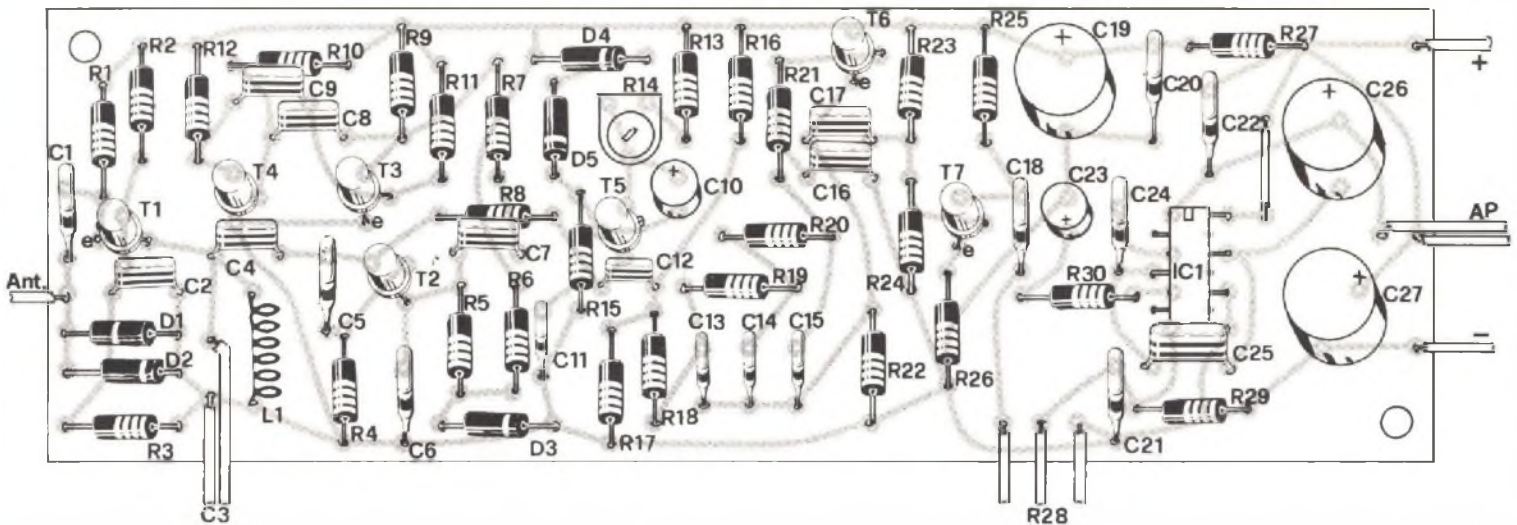 R1
R2
R12
R10
R9
D4
R13
R16
T6
R23
R25
C19
R27
+
C9
C8
R11
R7
R14
R21
C17
C20
C26
C1
T4
T3
D5
T5
C10
C16
T7
C18
C23
C24
C22
T1
e
e
e
e
R8
R20
AP
Ant.
C2
C4
T2
C7
C12
R19
R24
R30
IC1
C27
D1
C5
R5
R6
R15
C13
C14
C15
−
D2
C11
R22
R26
C25
R3
L1
R4
C6
D3
R17
R18
C21
R29
C3
R28
+
+
+
+